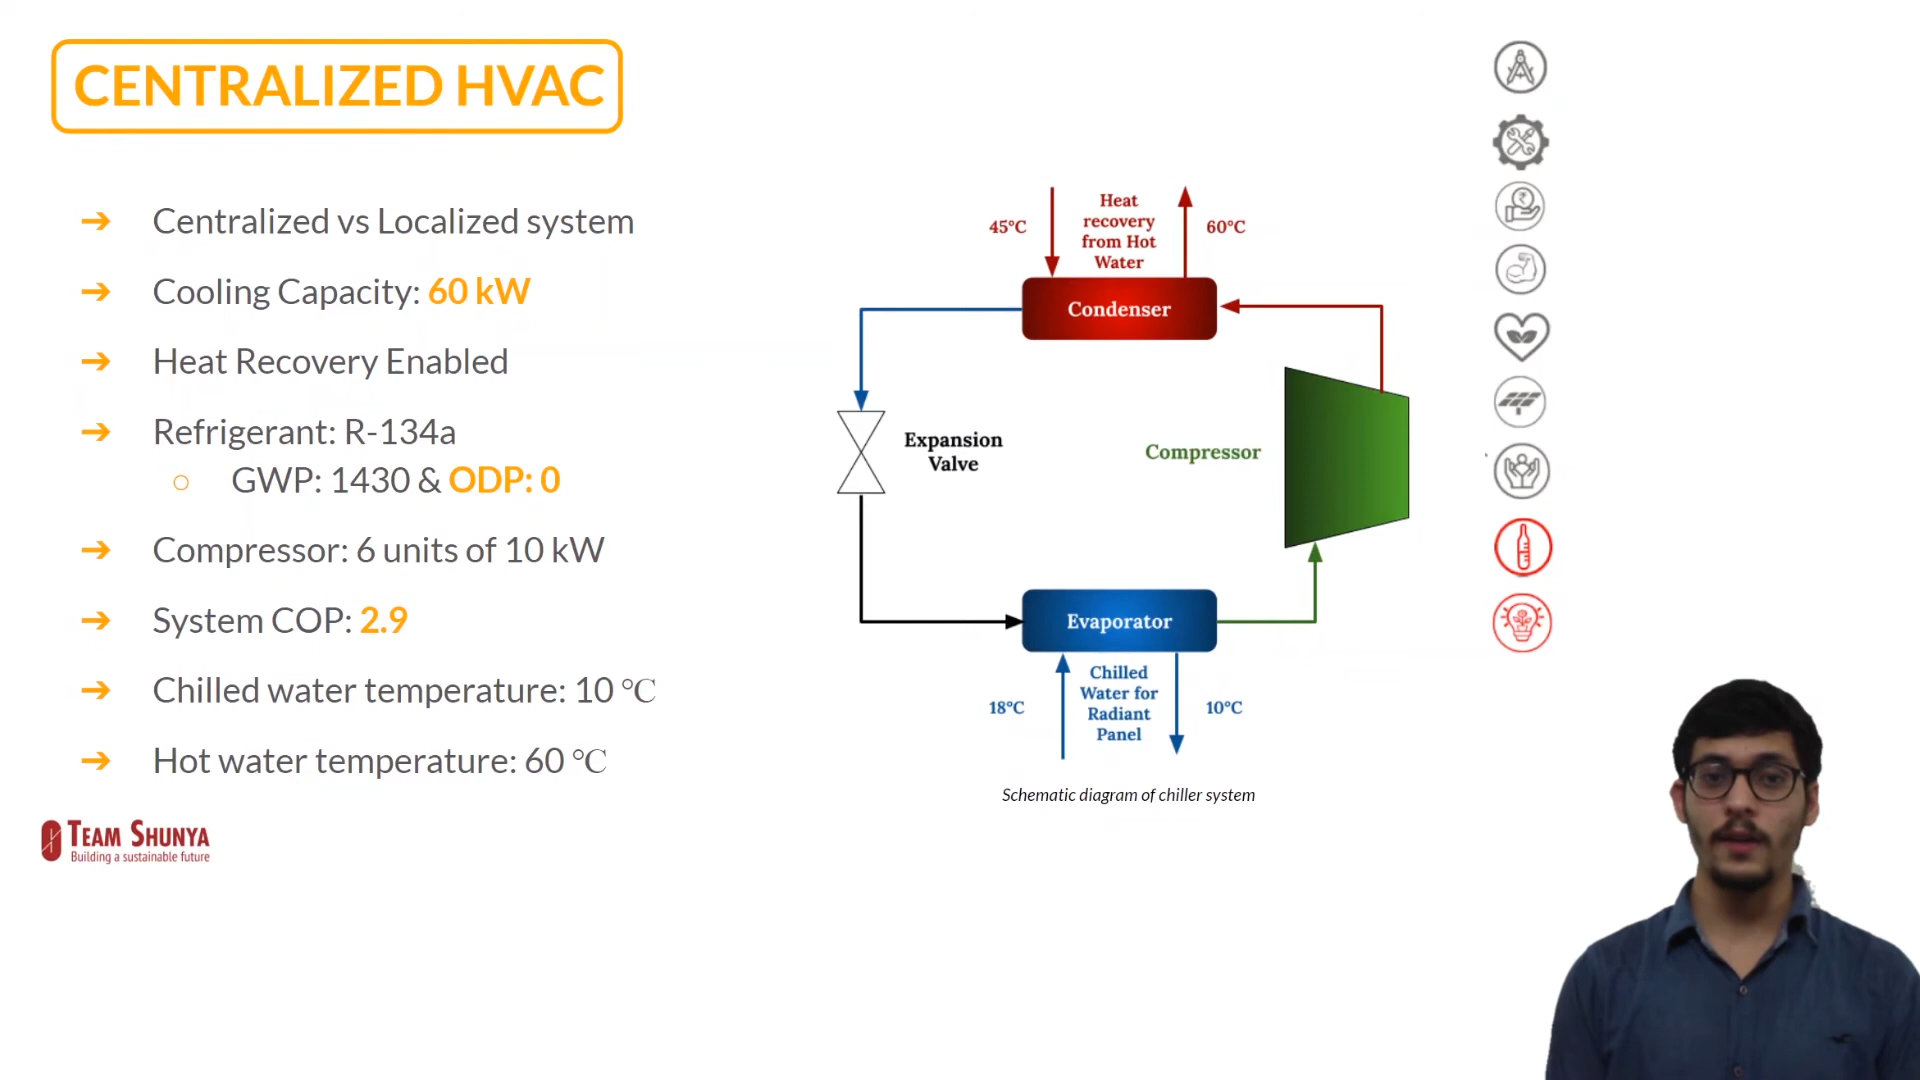 CENTRALIZED HVAC
Centralized vs Localized system
Cooling Capacity: 60 kW
Heat Recovery Enabled
Refrigerant: R-134a
GWP: 1430 & ODP: 0
Compressor: 6 units of 10 kW
System COP: 2.9
Chilled water temperature: 10 °C
Hot water temperature: 60 °C
TEAM SHUNYA
Building a sustainable future
45°C
Heat
recovery
from Hot
Water
60°C
Condenser
Expansion
Valve
Compressor
Evaporator
18°C
Chilled
Water for
Radiant
Panel
10°C
Schematic diagram of chiller system